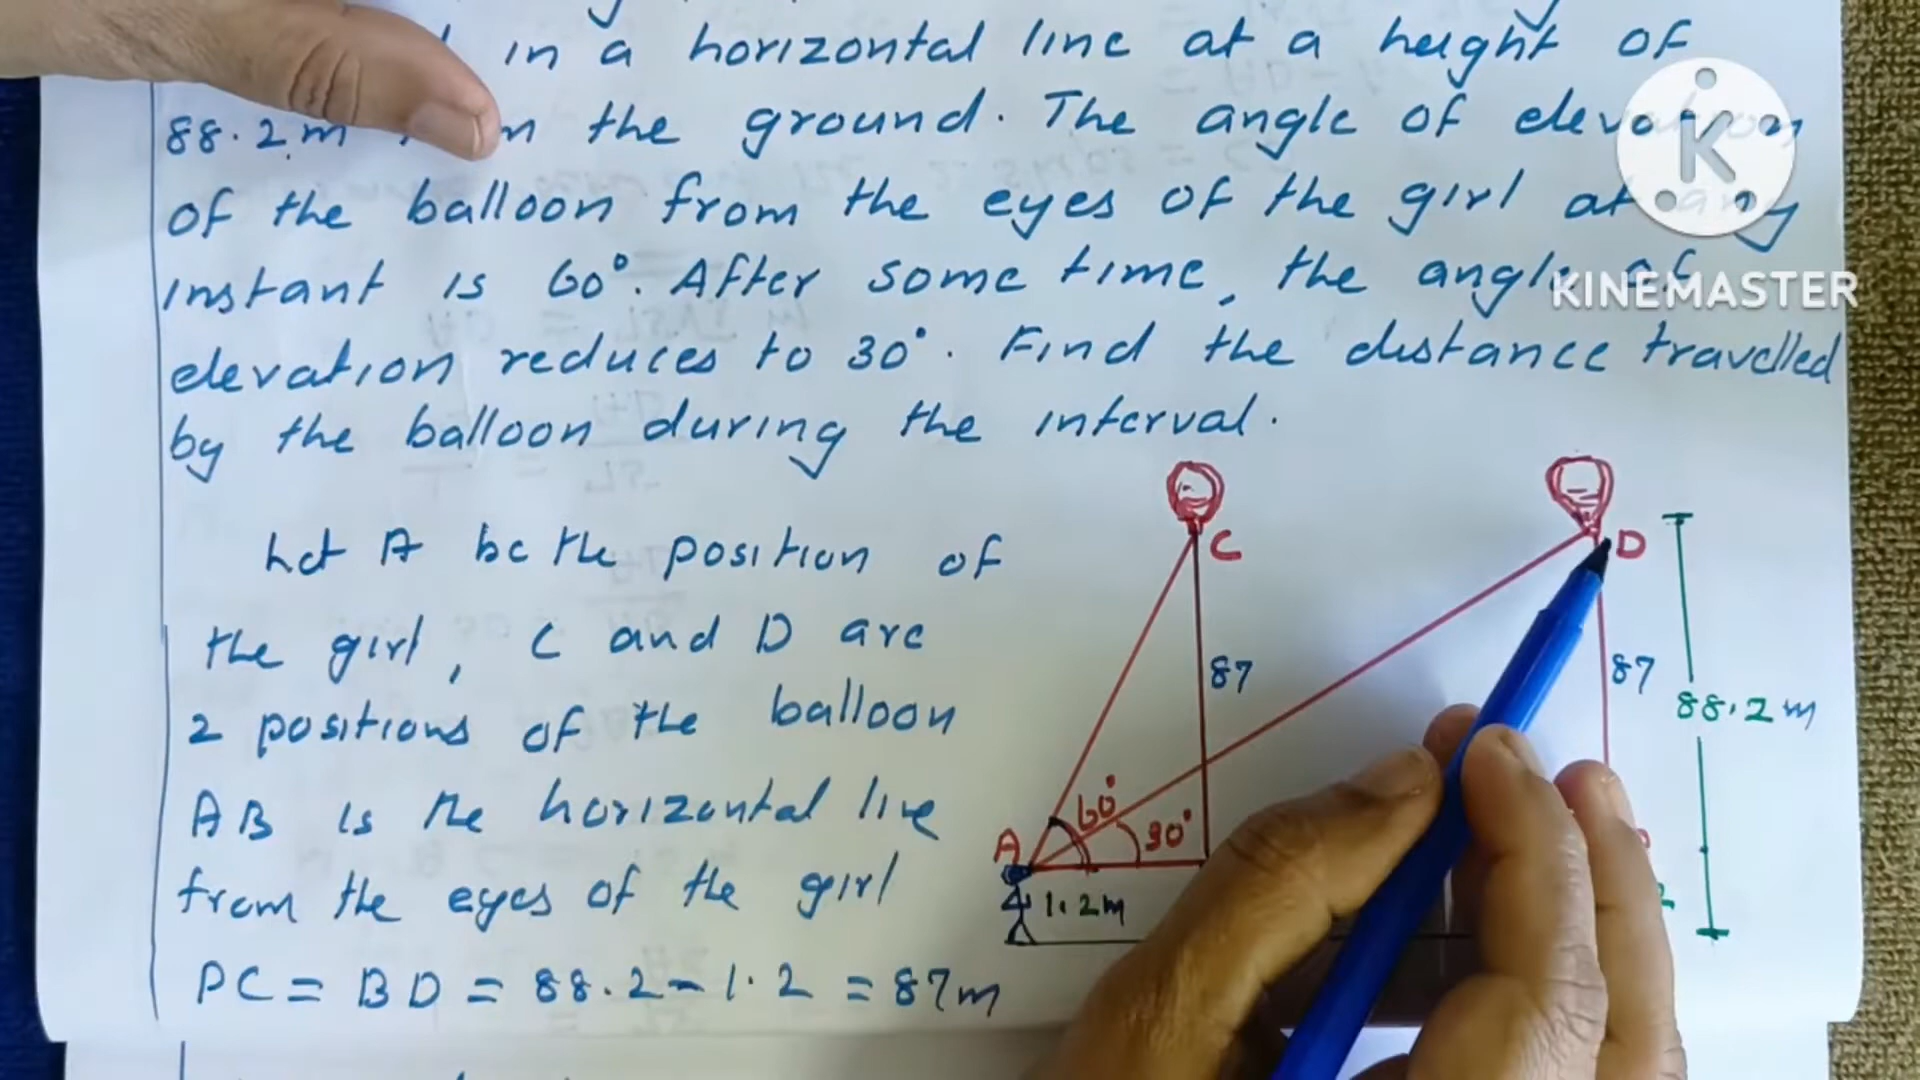 in a horizontal line at a height of
88.2m the ground. The angle of elevation
of the balloon from the eyes of the girl at any
instant is 60°. After some time, the angle of
elevation reduces to 30°. Find the distance travelled
by the balloon during the interval.
Let A be the position of
the girl, C and D are
2 positions of the balloon
AB is the horizontal line
from the eyes of the girl
PC = BD = 88.2 - 1.2 = 87m
C
D
87
87
88.2m
60°
30°
A
1.2m
K
KINEMASTER